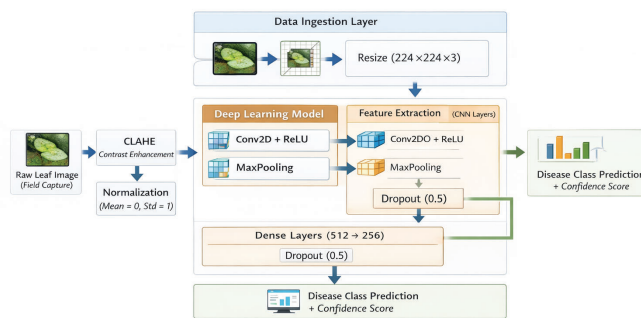 Data Ingestion Layer
Resize (224 ×224×3)
Deep Learning Model
Conv2D + ReLU
MaxPooling
Feature Extraction (CNN Layers)
Conv2DO + ReLU
MaxPooling
Dropout (0.5)
Raw Leaf Image
(Field Capture)
CLAHE
Contrast Enhancement
Normalization
(Mean = 0, Std = 1)
Disease Class Prediction
+ Confidence Score
Dense Layers (512 → 256)
Dropout (0.5)
Disease Class Prediction
+ Confidence Score